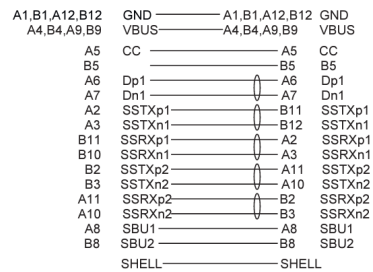 A1,B1,A12,B12 GND A1,B1,A12,B12 GND
A4,B4,A9,B9 VBUS A4,B4,A9,B9 VBUS
A5 CC A5 CC
B5 B5 B5
A6 Dp1 A6 Dp1
A7 Dn1 A7 Dn1
A2 SSTXp1 B11 SSTXp1
A3 SSTXn1 B12 SSTXn1
B11 SSRXp1 A2 SSRXp1
B10 SSRXn1 A3 SSRXn1
B2 SSTXp2 A11 SSTXp2
B3 SSTXn2 A10 SSTXn2
A11 SSRXp2 B2 SSRXp2
A10 SSRXn2 B3 SSRXn2
A8 SBU1 A8 SBU1
B8 SBU2 B8 SBU2
SHELL SHELL